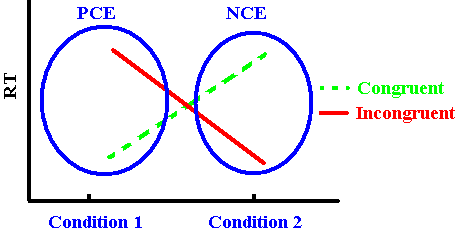 PCE
NCE
RT
Congruent
Incongruent
Condition 1
Condition 2